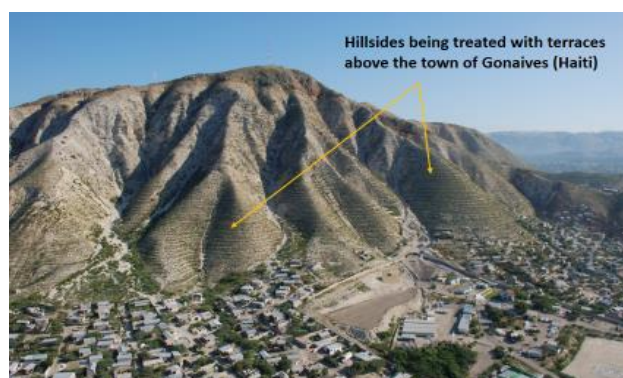 Hillsides being treated with terraces
above the town of Gonaives (Haiti)